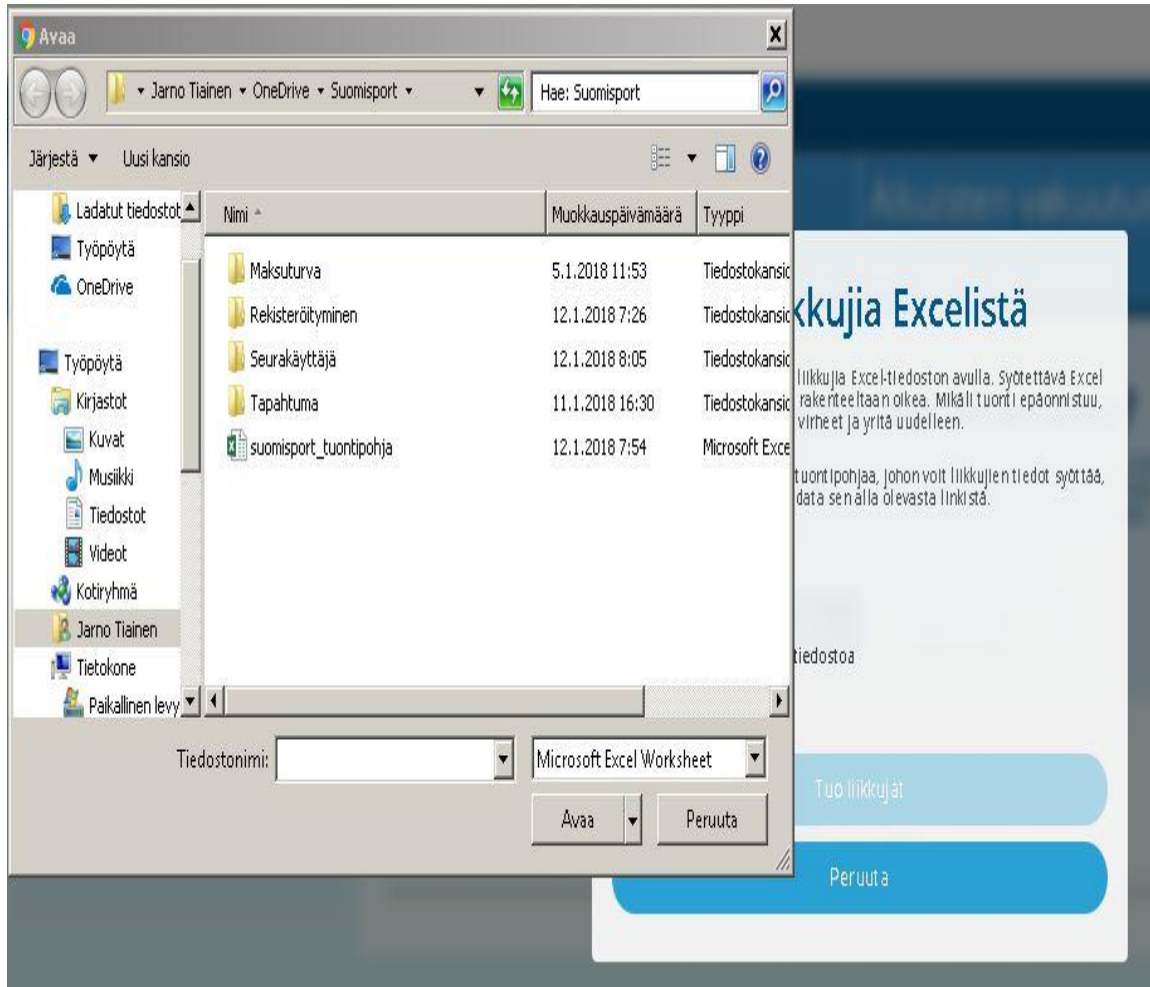 Avaa
Jarno Tiainen OneDrive Suomisport
Hae: Suomisport
Järjestä Uusi kansio
Ladatut tiedostot
Työpöytä
OneDrive
Työpöytä
Kirjastot
Kuvat
Musiikki
Tiedostot
Videot
Kotiryhmä
Jarno Tiainen
Tietokone
Paikallinen levy
Nimi Muokkauspäivämäärä Tyyppi
Maksuturva 5.1.2018 11:53 Tiedostokansio
Rekisteröityminen 12.1.2018 7:26 Tiedostokansio
Seurakäyttäjä 12.1.2018 8:05 Tiedostokansio
Tapahtuma 11.1.2018 16:30 Tiedostokansio
suomisport_tuontipohja 12.1.2018 7:54 Microsoft Exce
Tiedostonimi:
Microsoft Excel Worksheet
Avaa Peruuta
kkujia Excelistä
liikkujia Excel-tiedoston avulla. Syötettävä Excel
rakenteeltaan oikea. Mikäli tuonti epäonnistuu,
virheet ja yritä uudelleen.
tuontipohjaa, johon voit liikkujien tiedot syöttää,
data sen alla olevasta linkistä.
tiedostoa
Tuo liikkujat
Peruuta